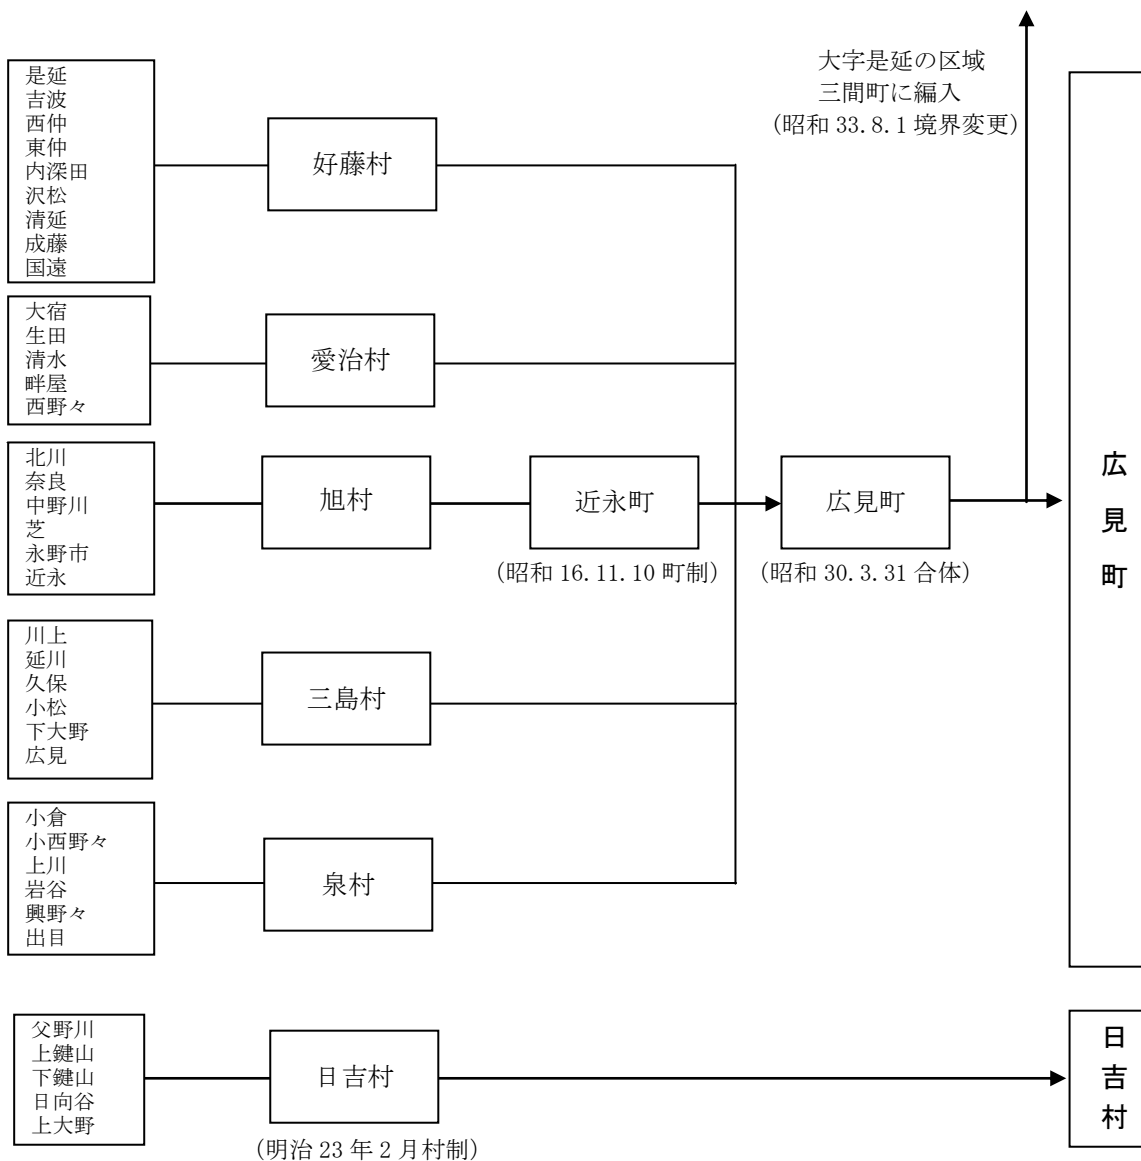 大字是延の区域
三間町に編入
(昭和 33.8.1 境界変更)
是延
吉波
西仲
東仲
内深田
沢松
清延
成藤
国遠
好藤村
大宿
生田
清水
畔屋
西野々
愛治村
北川
奈良
中野川
芝
永野市
近永
旭村
近永町
(昭和 16.11.10 町制)
広見町
(昭和 30.3.31 合体)
広見町
川上
延川
久保
小松
下大野
広見
三島村
小倉
小西野々
上川
岩谷
興野々
出目
泉村
父野川
上鍵山
下鍵山
日向谷
上大野
日吉村
(明治 23 年 2 月村制)
日吉村